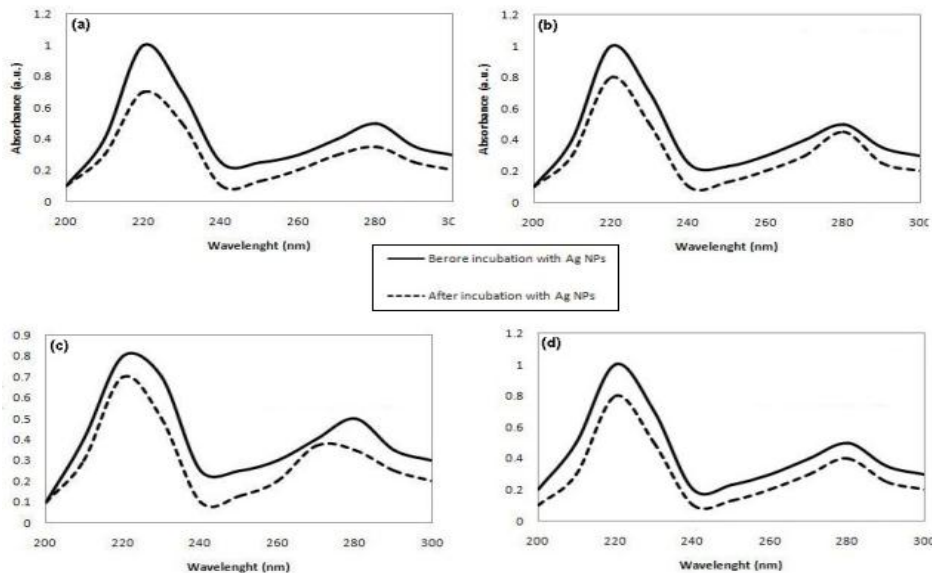 (a)
1.2
1
0.8
0.6
0.4
0.2
0
Absorbance (a.u.)
200 220 240 260 280 30
Wavelenght (nm)
(b)
1.2
1
0.8
0.6
0.4
0.2
0
Absorbance (a.u.)
200 220 240 260 280 300
Wavelenght (nm)
Berore incubation with Ag NPs
After incubation with Ag NPs
(c)
0.9
0.8
0.7
0.6
0.5
0.4
0.3
0.2
0.1
0
200 220 240 260 280 300
Wavelenght (nm)
(d)
1.2
1
0.8
0.6
0.4
0.2
0
200 220 240 260 280 300
Wavelenght (nm)